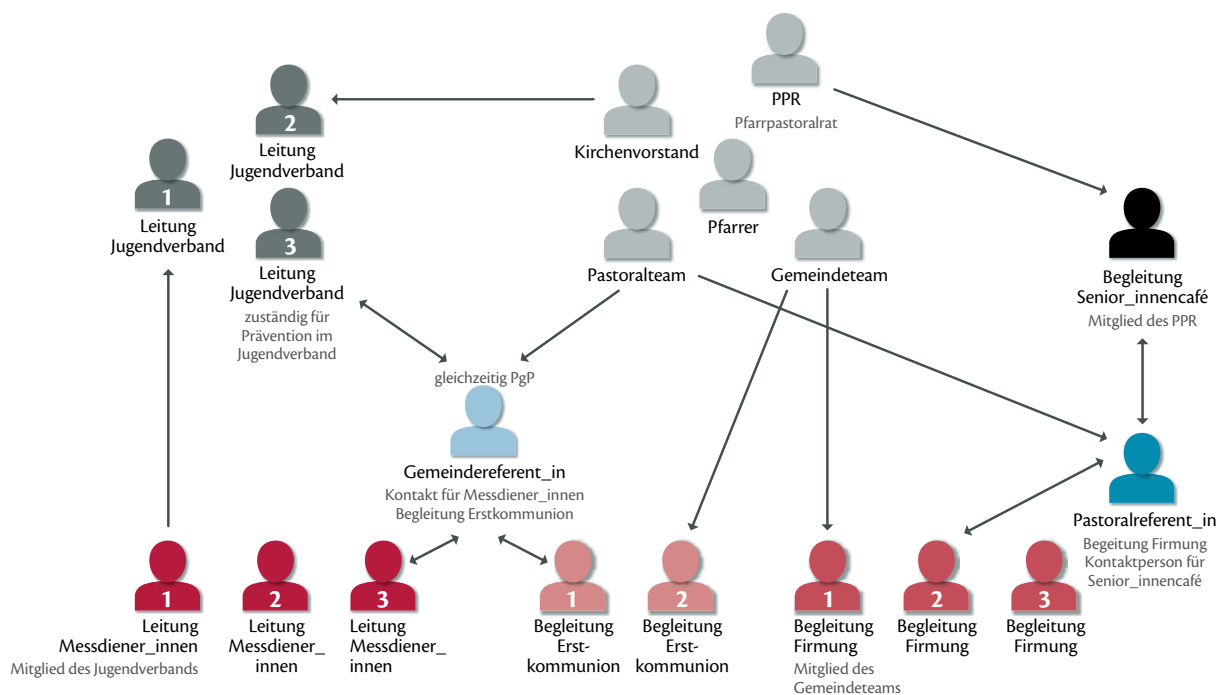 PPR
Pfarrpastoralrat
2
Leitung
Jugendverband
Kirchenvorstand
1
Leitung
Jugendverband
3
Leitung
Jugendverband
zuständig für
Prävention im
Jugendverband
Pfarrer
Pastoralteam
Gemeindeteam
Begleitung
Senior_innencafé
Mitglied des PPR
gleichzeitig PgP
Gemeindereferent_in
Kontakt für Messdiener_innen
Begleitung Erstkommunion
Pastoralreferent_in
Begeitung Firmung
Kontaktperson für
Senior_innencafé
1
Leitung
Messdiener_innen
Mitglied des Jugendverbands
2
Leitung
Messdiener_
innen
3
Leitung
Messdiener_
innen
1
Begleitung
Erst-
kommunion
2
Begleitung
Erst-
kommunion
1
Begleitung
Firmung
Mitglied des
Gemeindeteams
2
Begleitung
Firmung
3
Begleitung
Firmung